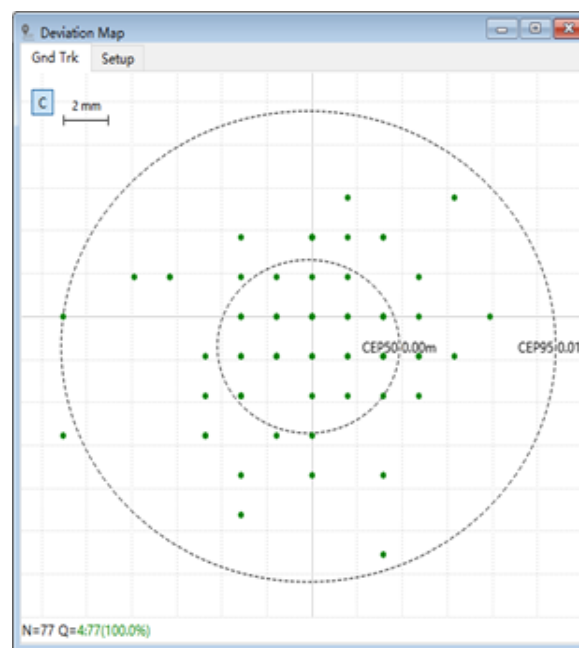 Deviation Map
Gnd Trk Setup
C 2 mm
CEP50:0.00m CEP95:0.01
N=77 Q=4:77(100.0%)